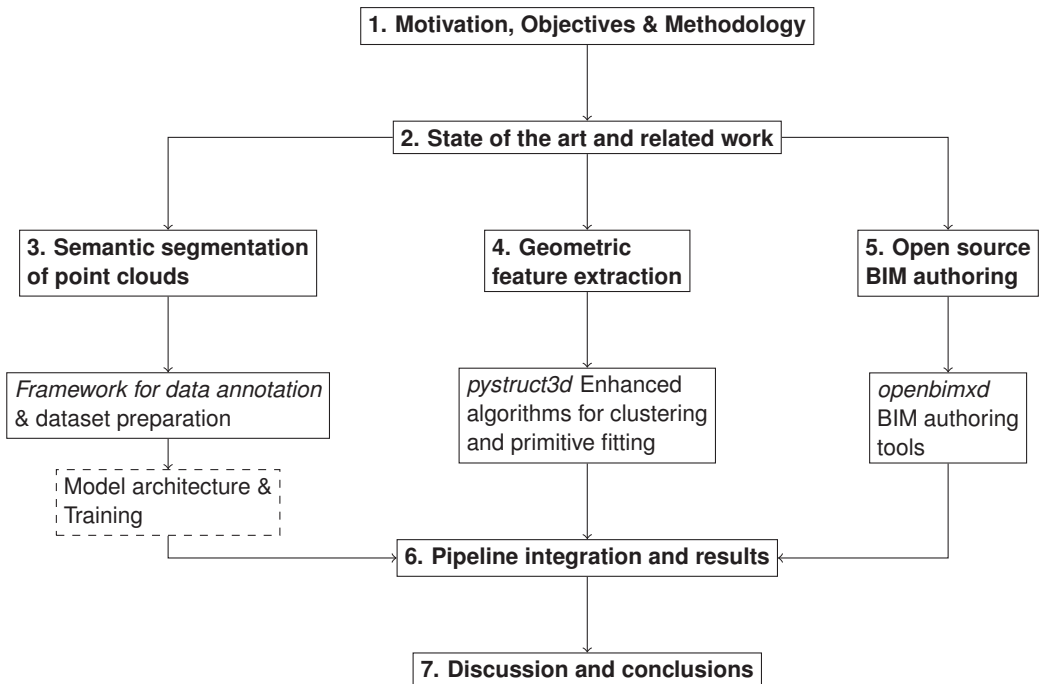 1. Motivation, Objectives & Methodology
2. State of the art and related work
3. Semantic segmentation
of point clouds
4. Geometric
feature extraction
5. Open source
BIM authoring
Framework for data annotation
& dataset preparation
pystruct3d Enhanced
algorithms for clustering
and primitive fitting
openbimxd
BIM authoring
tools
Model architecture &
Training
6. Pipeline integration and results
7. Discussion and conclusions